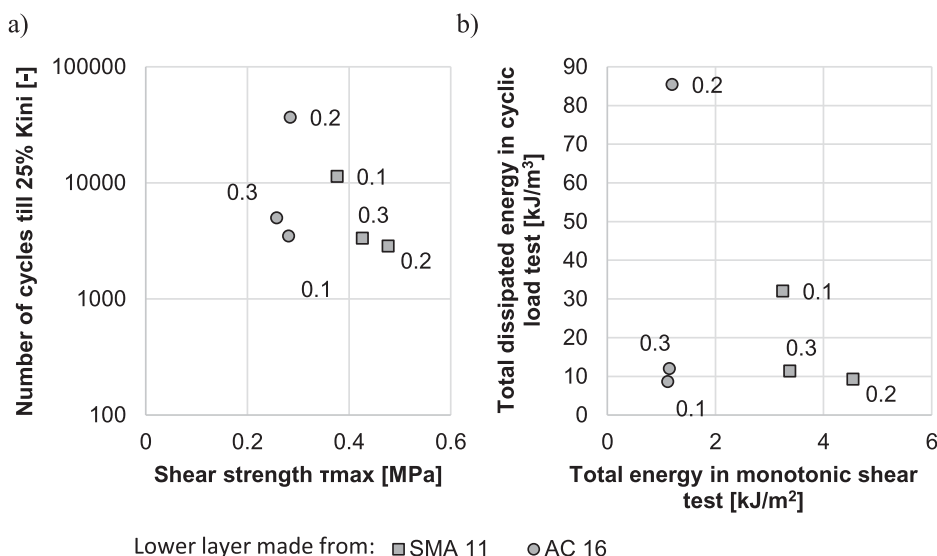 a)
Number of cycles till 25% Kini [-]
100000
10000
1000
100
0.2
0.1
0.3
0.3
0.2
0.1
0 0.2 0.4 0.6
Shear strength τmax [MPa]
b)
Total dissipated energy in cyclic
load test [kJ/m³]
90
80
70
60
50
40
30
20
10
0
0.2
0.1
0.3
0.3
0.2
0.1
0 2 4 6
Total energy in monotonic shear
test [kJ/m²]
Lower layer made from: SMA 11 AC 16